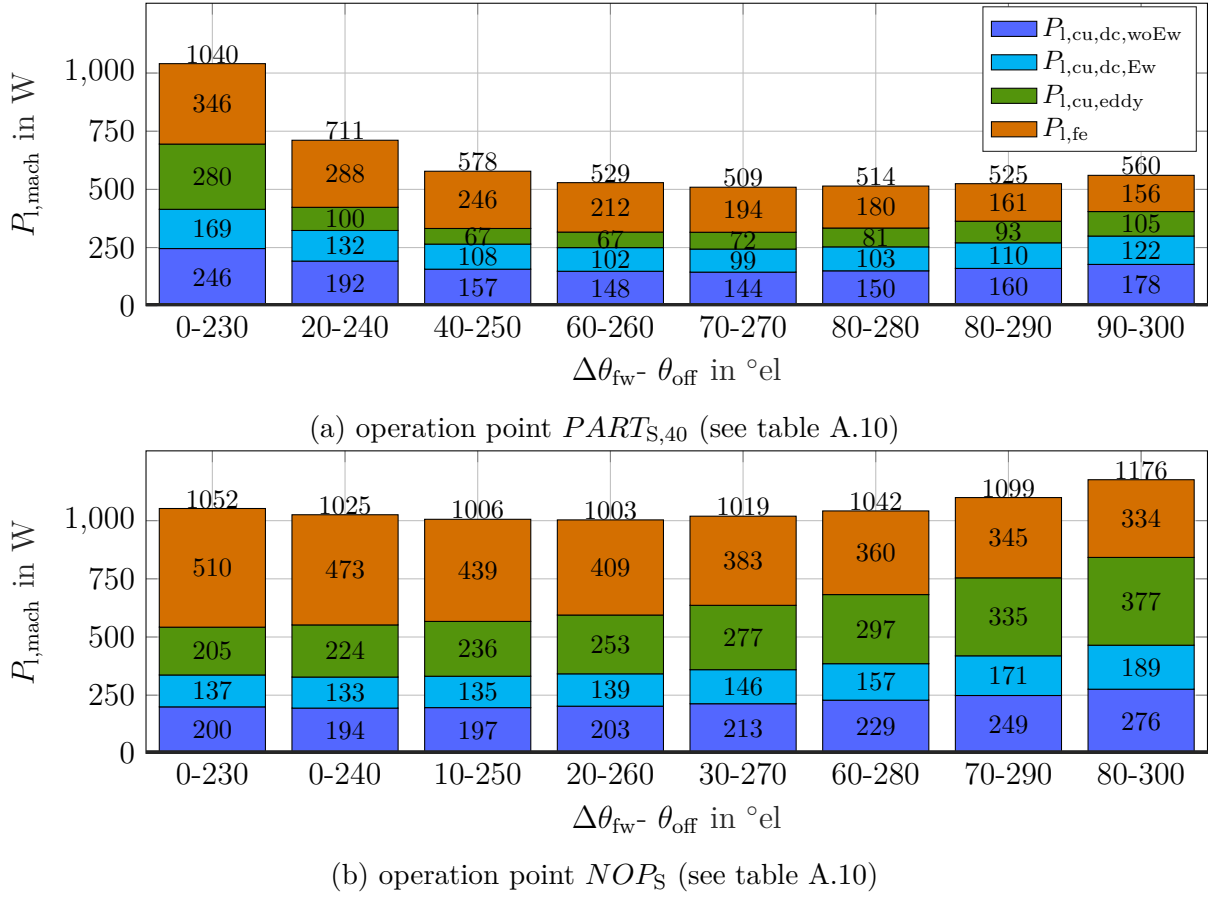 1040
711
578
529
509
514
525
560
P_l,cu,dc,woEw
P_l,cu,dc,Ew
P_l,cu,eddy
P_l,fe
1,000
750
500
250
0
P_l,mach in W
346 288 246 212 194 180 161 156
280 100 67 67 72 81 93 105
169 132 108 102 99 103 110 122
246 192 157 148 144 150 160 178
0-230 20-240 40-250 60-260 70-270 80-280 80-290 90-300
Δθ_fw- θ_off in °el
(a) operation point PART_S,40 (see table A.10)
1052 1025 1006 1003 1019 1042 1099 1176
1,000
750
500
250
0
P_l,mach in W
510 473 439 409 383 360 345 334
205 224 236 253 277 297 335 377
137 133 135 139 146 157 171 189
200 194 197 203 213 229 249 276
0-230 0-240 10-250 20-260 30-270 60-280 70-290 80-300
Δθ_fw- θ_off in °el
(b) operation point NOP_S (see table A.10)